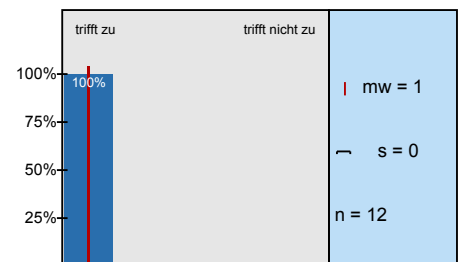 trifft zu trifft nicht zu
100%
100%
mw = 1
75%
s = 0
50%
25%
n = 12